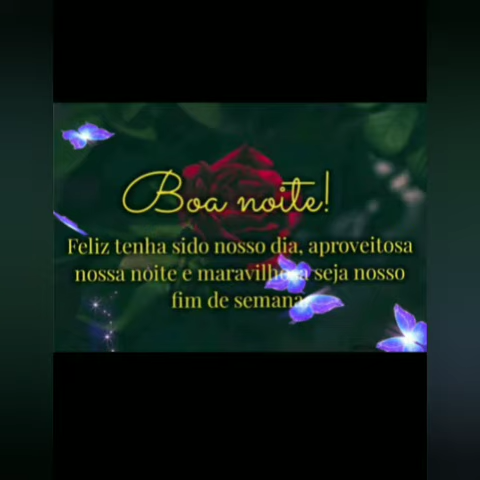 Boa noite!
Feliz tenha sido nosso dia, aproveitosa
nossa noite e seja nosso
fim de semana